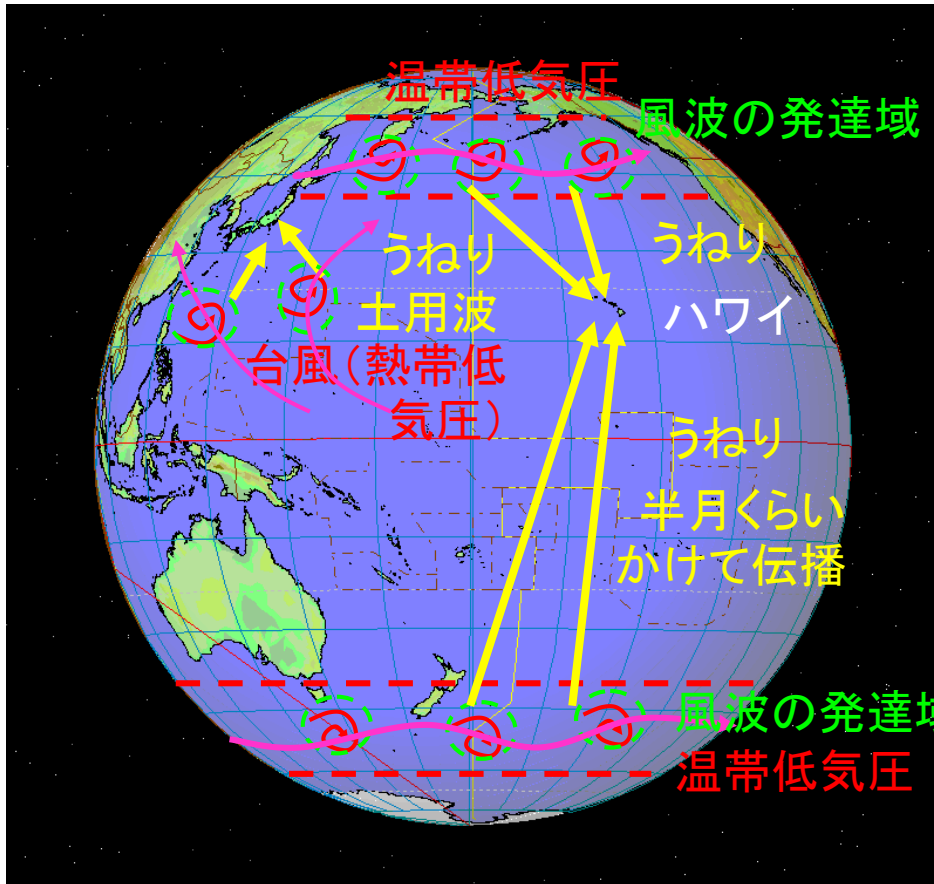 温帯低気圧
風波の発達域
うねり
土用波
うねり
ハワイ
台風(熱帯低
気圧)
うねり
半月くらい
かけて伝播
風波の発達域
温帯低気圧